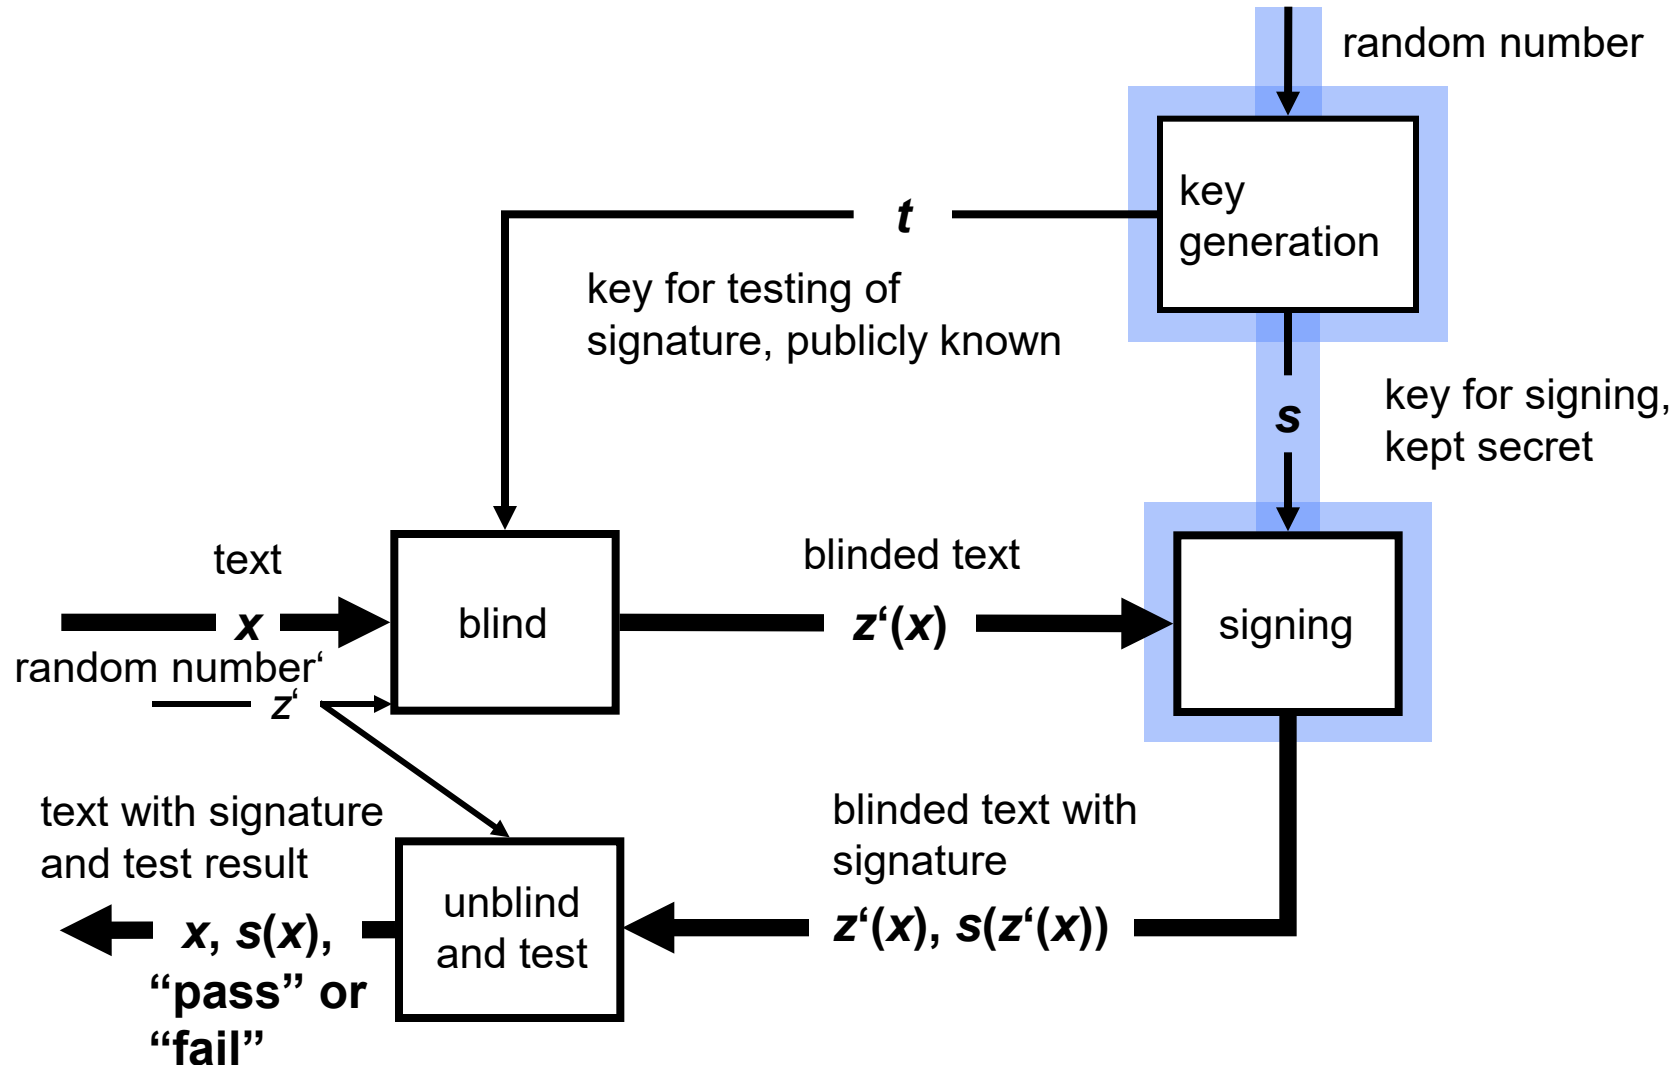 random number
key
generation
t
key for testing of
signature, publicly known
s
key for signing,
kept secret
text
x
random number‘
z‘
blind
blinded text
z‘(x)
signing
text with signature
and test result
x, s(x),
“pass” or
“fail”
unblind
and test
blinded text with
signature
z‘(x), s(z‘(x))